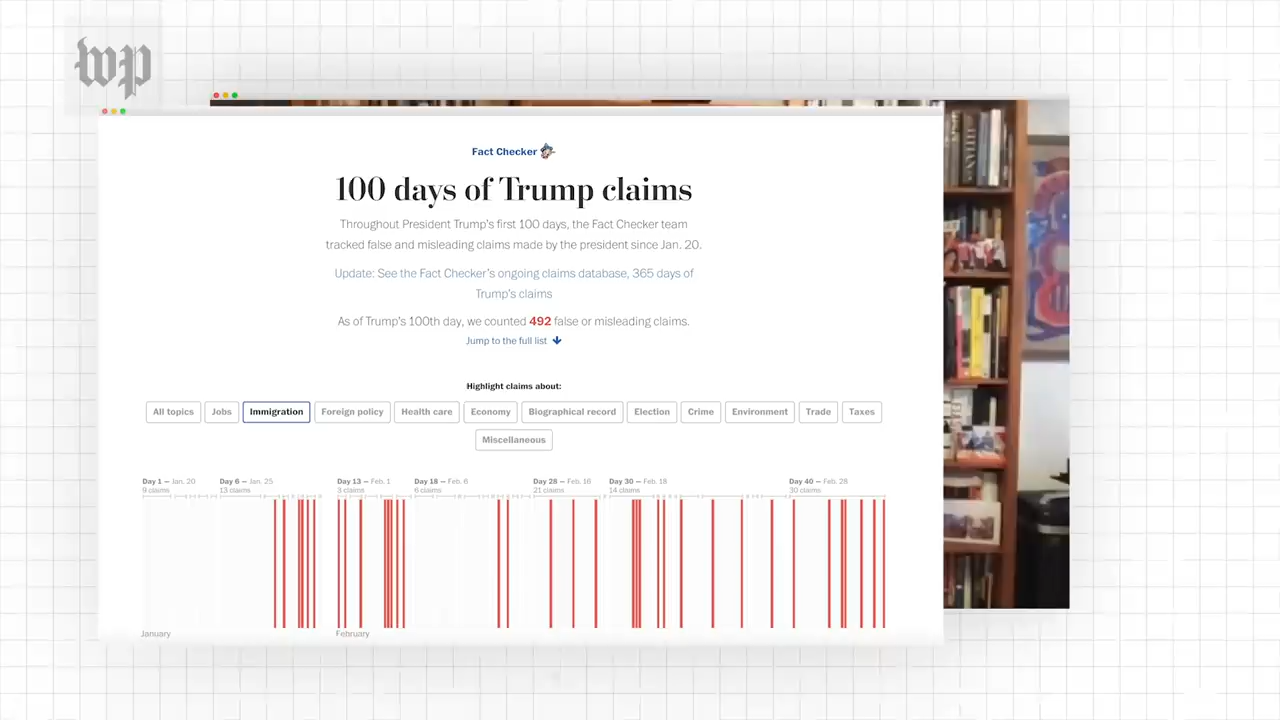 wp
Fact Checker
100 days of Trump claims
Throughout President Trump's first 100 days, the Fact Checker team
tracked false and misleading claims made by the president since Jan. 20.
Update: See the Fact Checker's ongoing claims database, 365 days of
Trump's claims
As of Trump's 100th day, we counted 492 false or misleading claims.
Jump to the full list
Highlight claims about:
All topics Jobs Immigration Foreign policy Health care Economy Biographical record Election Crime Environment Trade Taxes
Miscellaneous
Day 1 — Jan. 20 Day 6 — Jan. 25 Day 13 — Feb. 1 Day 18 — Feb. 6 Day 28 — Feb. 16 Day 30 — Feb. 18 Day 40 — Feb. 28
9 claims 13 claims 3 claims 6 claims 21 claims 14 claims 30 claims
January February